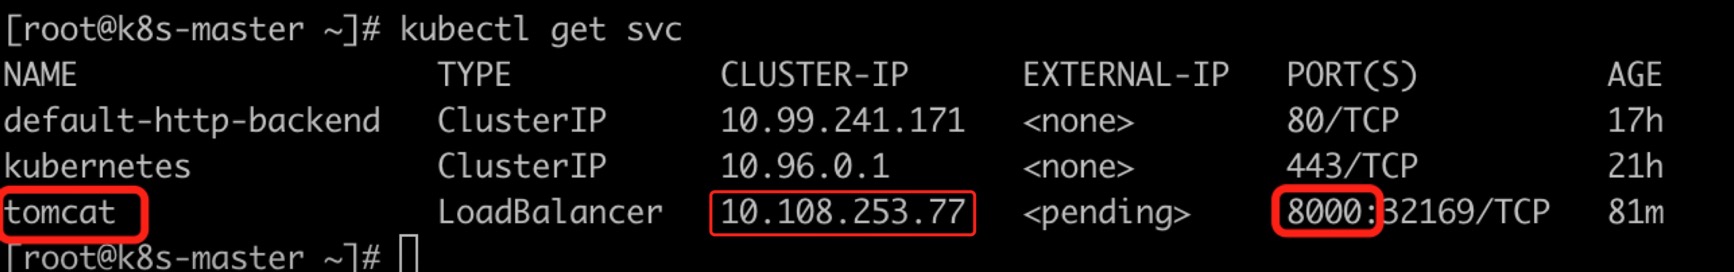 [root@k8s-master ~]# kubectl get svc
NAME TYPE CLUSTER-IP EXTERNAL-IP PORT(S) AGE
default-http-backend ClusterIP 10.99.241.171 <none> 80/TCP 17h
kubernetes ClusterIP 10.96.0.1 <none> 443/TCP 21h
tomcat LoadBalancer 10.108.253.77 <pending> 8000:32169/TCP 81m
[root@k8s-master ~]#